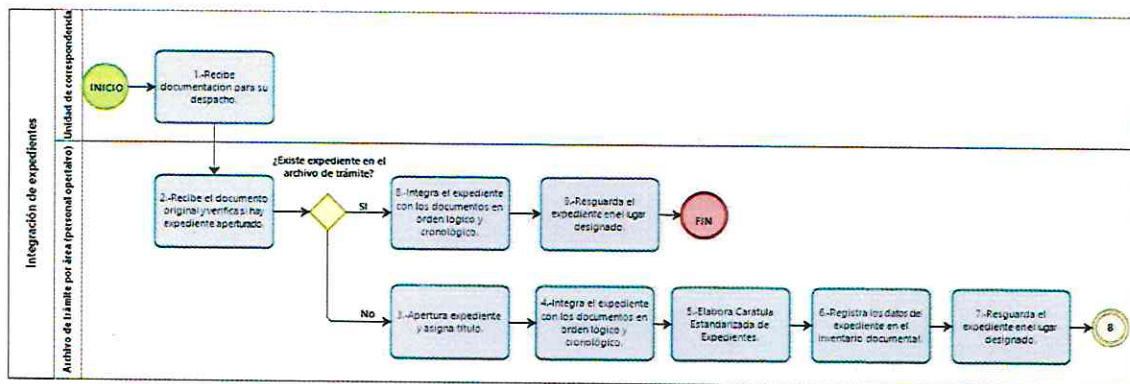 Integración de expedientes
Unidad de correspondencia
INICIO
1.-Recibe
documentación para su
despacho.
Archivo de trámite por área (personal opertaivo)
2.-Recibe el documento
original y verifica si hay
expediente aperturado.
¿Existe expediente en el
archivo de trámite?
SI
8.-Integra el expediente
con los documentos en
orden lógico y
cronológico.
9.-Resguarda el
expediente en el lugar
designado.
FIN
No
3.-Apertura expediente
y asigna título.
4.-Integra el expediente
con los documentos en
orden lógico y
cronológico.
5.-Elabora Carátula
Estandarizada de
Expedientes.
6.-Registra los datos del
expediente en el
inventario documental.
7.-Resguarda el
expediente en el lugar
designado.
8